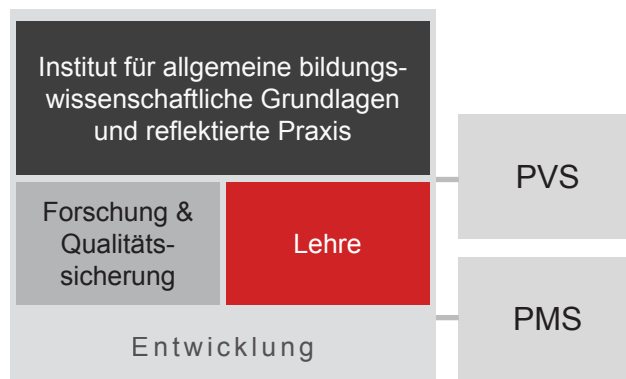 Institut für allgemeine bildungs-
wissenschaftliche Grundlagen
und reflektierte Praxis
Forschung &
Qualitäts-
sicherung
Lehre
Entwicklung
PVS
PMS